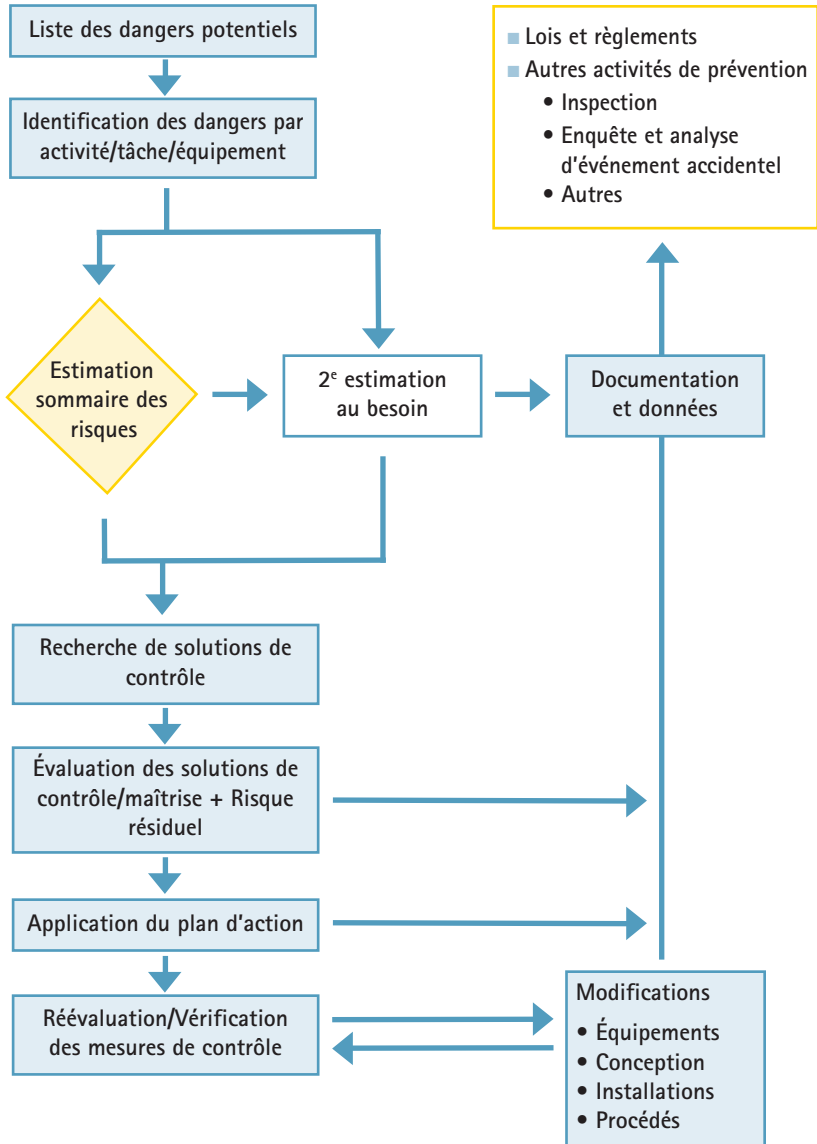 Liste des dangers potentiels
Identification des dangers par
activité/tâche/équipement
■ Lois et règlements
■ Autres activités de prévention
• Inspection
• Enquête et analyse
d'événement accidentel
• Autres
Estimation
sommaire des
risques
2e estimation
au besoin
Documentation
et données
Recherche de solutions de
contrôle
Évaluation des solutions de
contrôle/maîtrise + Risque
résiduel
Application du plan d'action
Réévaluation/Vérification
des mesures de contrôle
Modifications
• Équipements
• Conception
• Installations
• Procédés